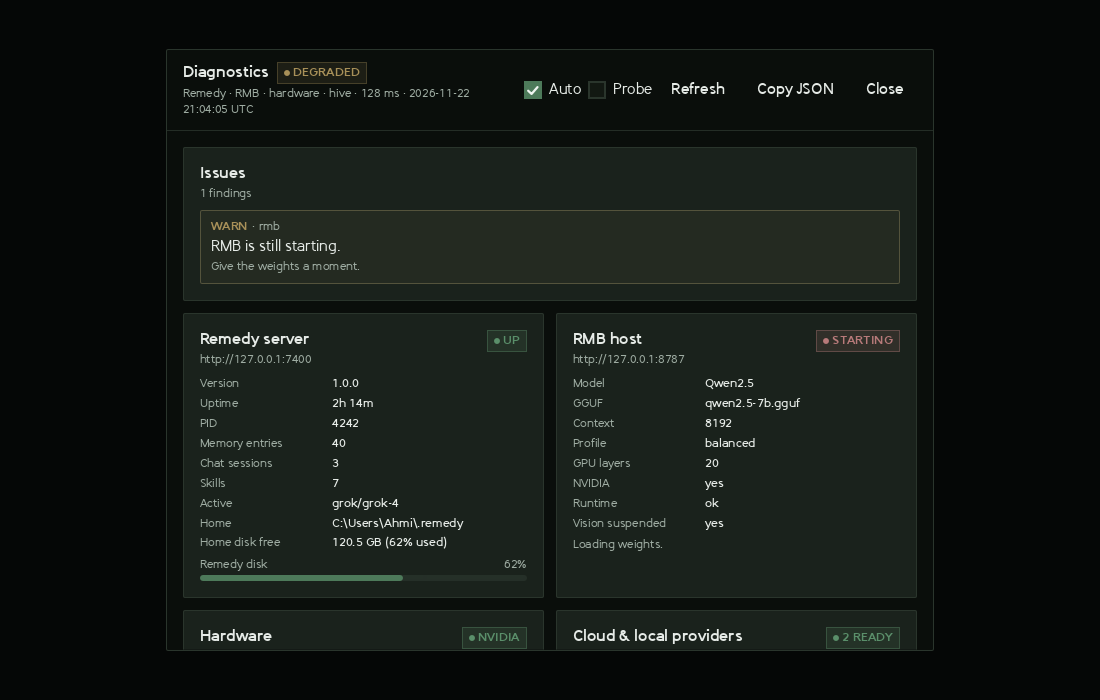 Diagnostics
DEGRADED
Remedy · RMB · hardware · hive · 128 ms · 2026-11-22
21:04:05 UTC
Auto
Probe
Refresh
Copy JSON
Close
Issues
1 findings
WARN · rmb
RMB is still starting.
Give the weights a moment.
Remedy server
UP
http://127.0.0.1:7400
Version 1.0.0
Uptime 2h 14m
PID 4242
Memory entries 40
Chat sessions 3
Skills 7
Active grok/grok-4
Home C:\Users\Ahmi\.remedy
Home disk free 120.5 GB (62% used)
Remedy disk 62%
RMB host
STARTING
http://127.0.0.1:8787
Model Qwen2.5
GGUF qwen2.5-7b.gguf
Context 8192
Profile balanced
GPU layers 20
NVIDIA yes
Runtime ok
Vision suspended yes
Loading weights.
Hardware
NVIDIA
Cloud & local providers
2 READY